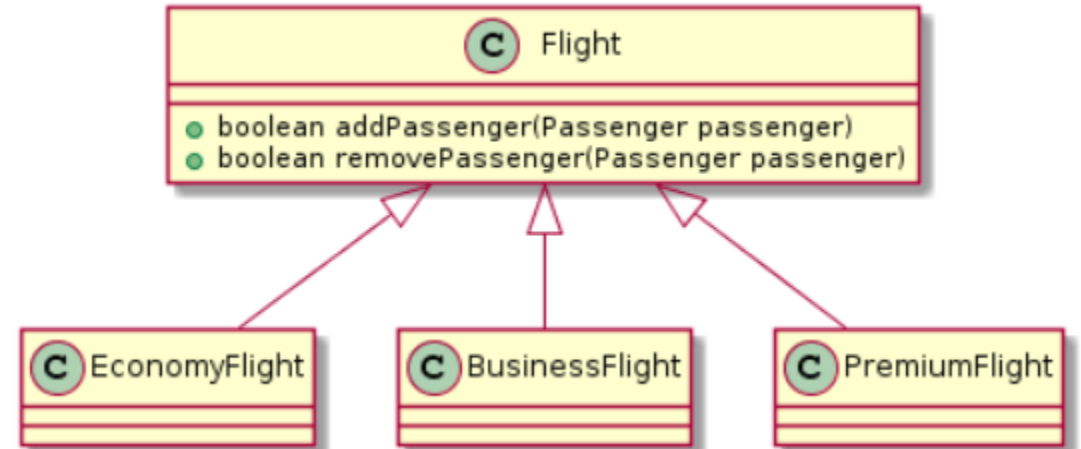 C Flight
boolean addPassenger(Passenger passenger)
boolean removePassenger(Passenger passenger)
C EconomyFlight
C BusinessFlight
C PremiumFlight